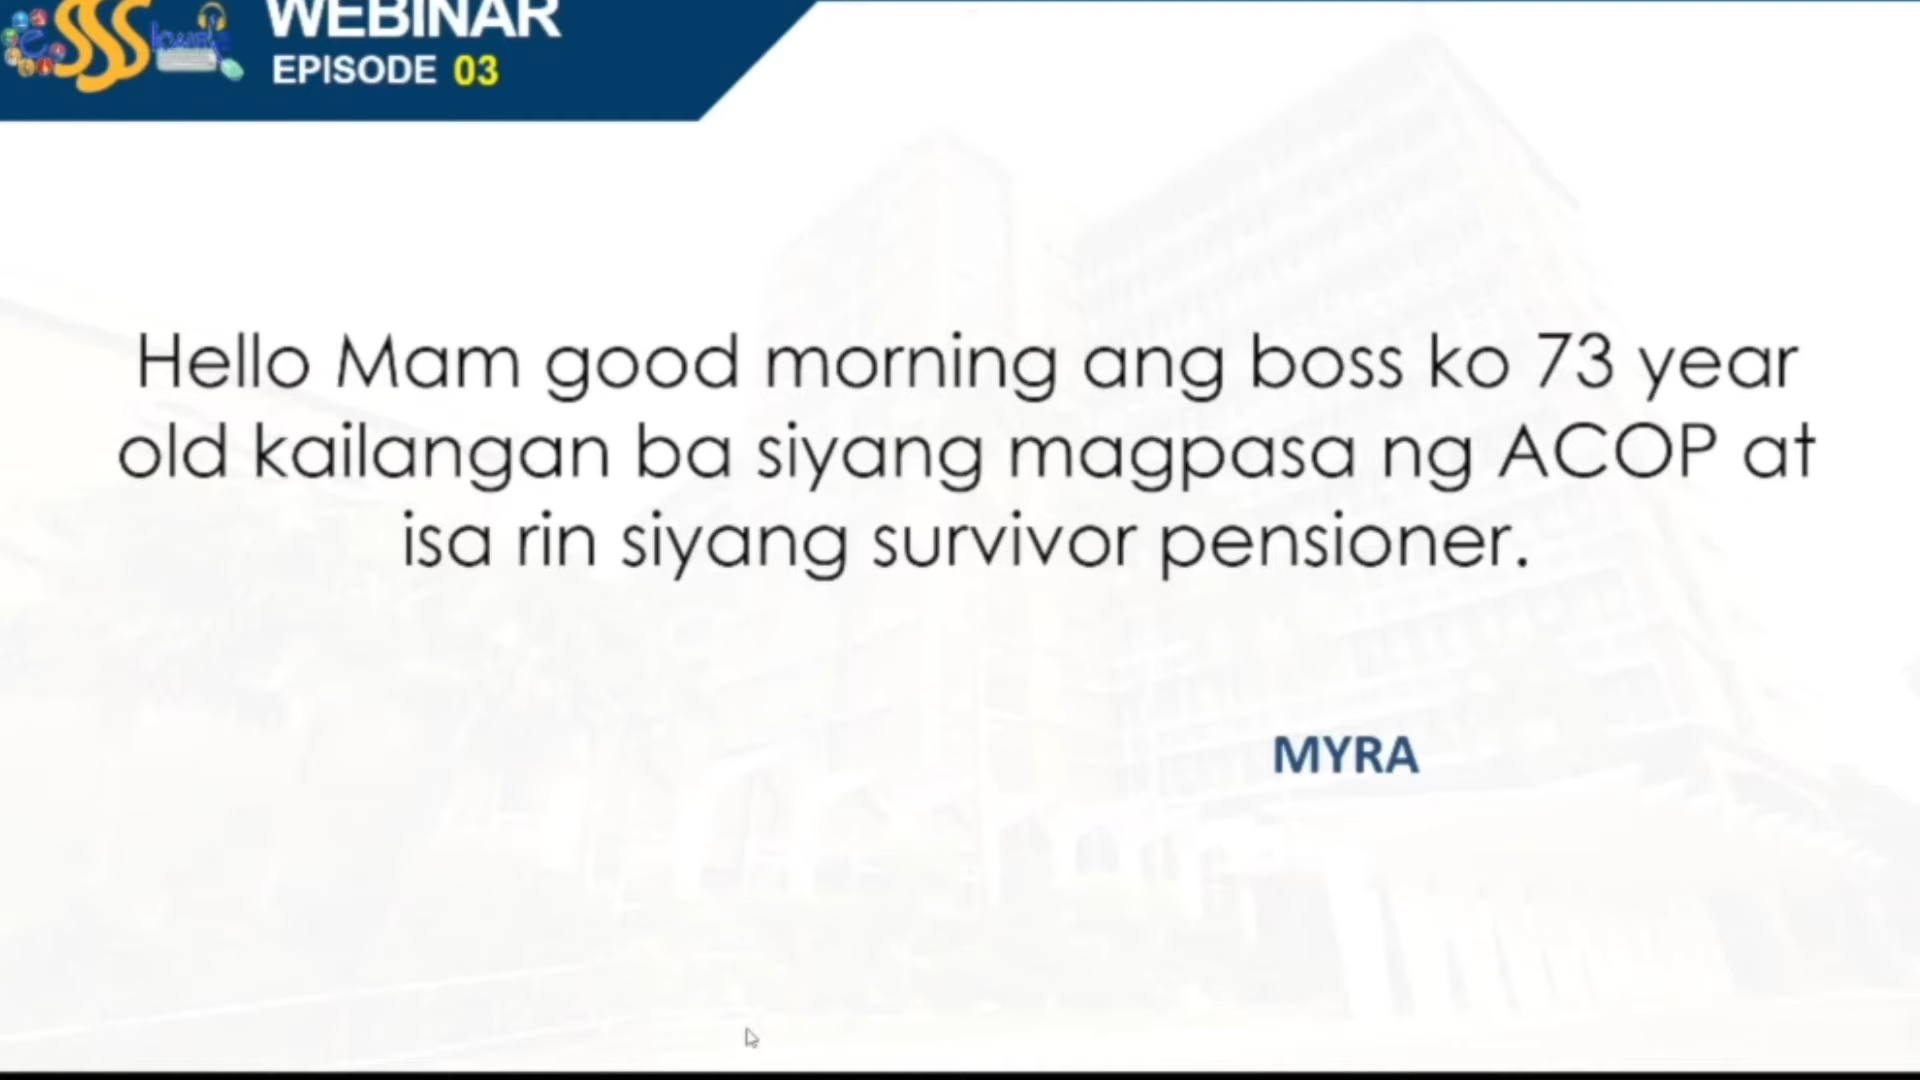 SSS
WEBINAR
EPISODE 03
Hello Mam good morning ang boss ko 73 year
old kailangan ba siyang magpasa ng ACOP at
isa rin siyang survivor pensioner.
MYRA